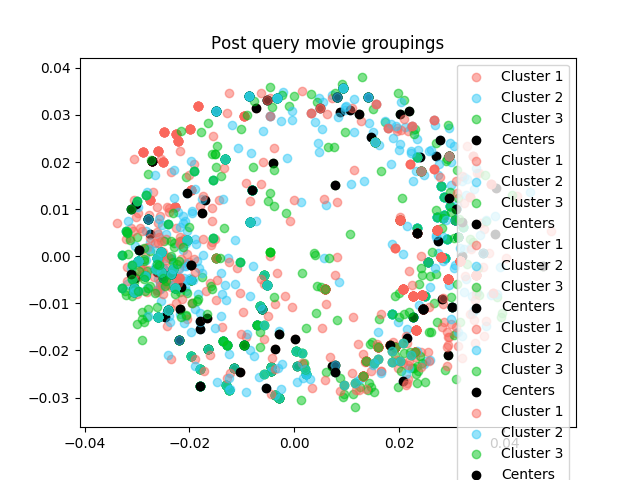 Post query movie groupings
0.04
0.03
0.02
0.01
0.00
−0.01
−0.02
−0.03
−0.04
−0.02
0.00
0.02
0.04
Cluster 1
Cluster 2
Cluster 3
Centers
Cluster 1
Cluster 2
Cluster 3
Centers
Cluster 1
Cluster 2
Cluster 3
Centers
Cluster 1
Cluster 2
Cluster 3
Centers
Cluster 1
Cluster 2
Cluster 3
Centers